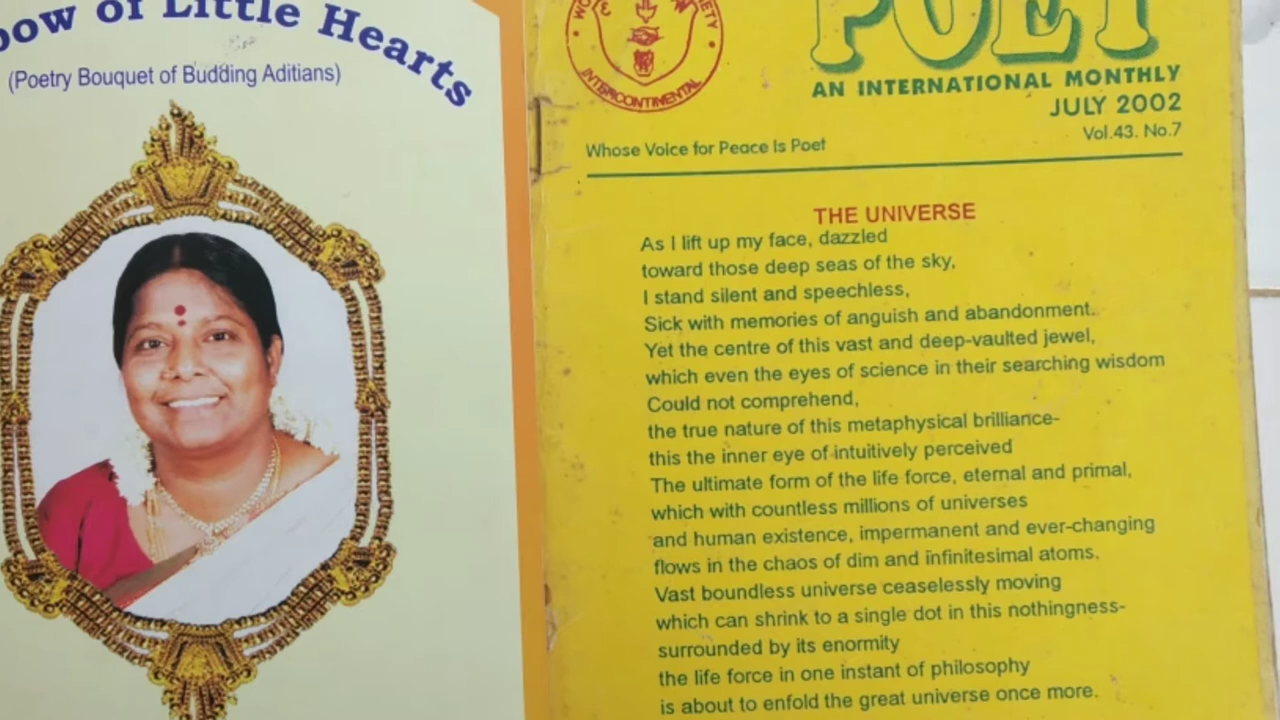 of Little Hearts
(Poetry Bouquet of Budding Aditians)
INTERCONTINENTAL
POET
AN INTERNATIONAL MONTHLY
JULY 2002
Vol.43. No.7
Whose Voice for Peace Is Poet
THE UNIVERSE
As I lift up my face, dazzled
toward those deep seas of the sky,
I stand silent and speechless,
Sick with memories of anguish and abandonment.
Yet the centre of this vast and deep-vaulted jewel,
which even the eyes of science in their searching wisdom
Could not comprehend,
the true nature of this metaphysical brilliance-
this the inner eye of intuitively perceived
The ultimate form of the life force, eternal and primal,
which with countless millions of universes
and human existence, impermanent and ever-changing
flows in the chaos of dim and infinitesimal atoms.
Vast boundless universe ceaselessly moving
which can shrink to a single dot in this nothingness-
surrounded by its enormity
the life force in one instant of philosophy
is about to enfold the great universe once more.